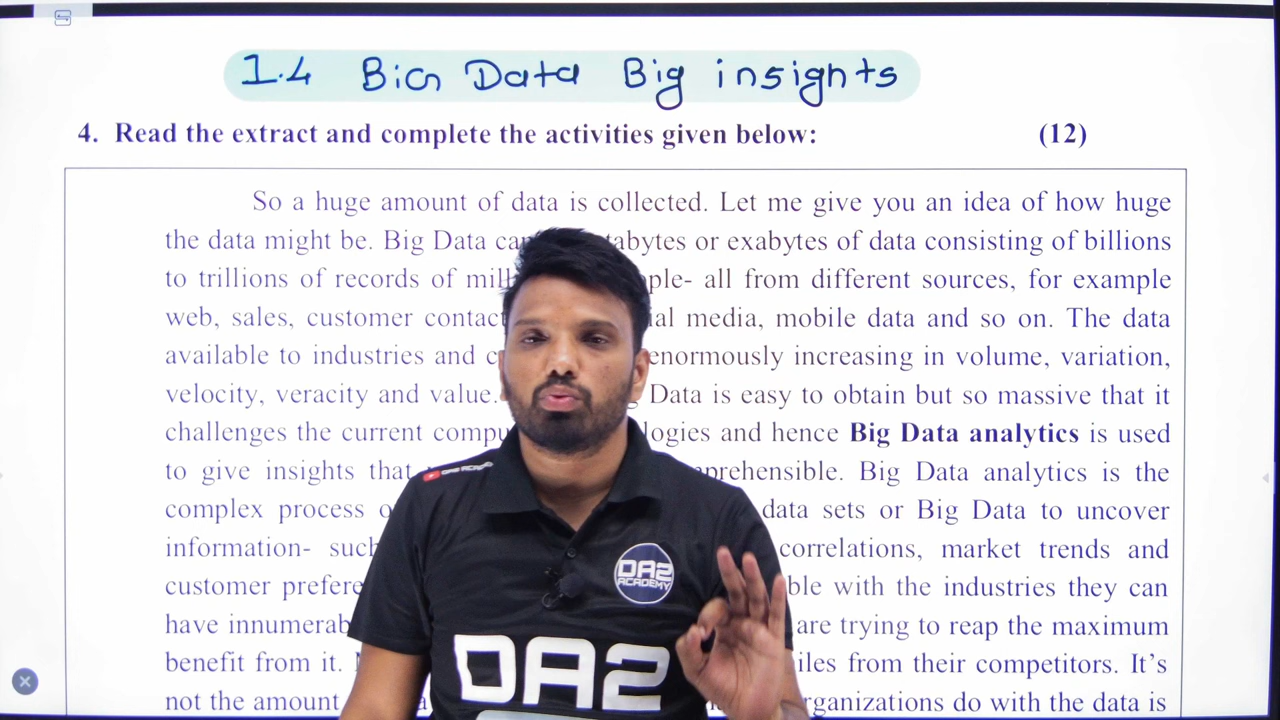 1.4 Big Data Big insights
4. Read the extract and complete the activities given below: (12)
So a huge amount of data is collected. Let me give you an idea of how huge
the data might be. Big Data can tabytes or exabytes of data consisting of billions
to trillions of records of mill ple- all from different sources, for example
web, sales, customer contact ial media, mobile data and so on. The data
available to industries and c enormously increasing in volume, variation,
velocity, veracity and value. Data is easy to obtain but so massive that it
challenges the current compu logies and hence Big Data analytics is used
to give insights that prehensible. Big Data analytics is the
complex process o data sets or Big Data to uncover
information- such correlations, market trends and
customer prefere ble with the industries they can
have innumerab are trying to reap the maximum
benefit from it. iles from their competitors. It's
not the amount rganizations do with the data is
DA2 ACADEMY
DA2
ACADEMY
DA2